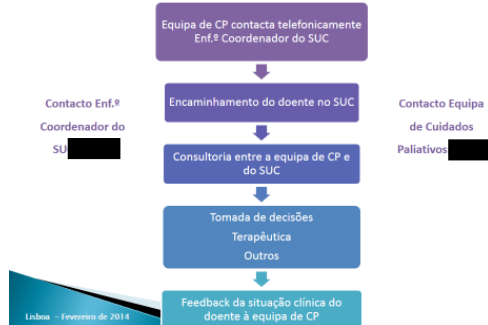 Equipa de CP contacta telefonicamente
Enf.º Coordenador do SUC
Contacto Enf.º
Coordenador do
SU
Encaminhamento do doente no SUC
Contacto Equipa
de Cuidados
Paliativos
Consultoria entre a equipa de CP e
do SUC
Tomada de decisões
Terapêutica
Outros
Feedback da situação clínica do
doente à equipa de CP
Lisboa – Fevereiro de 2014